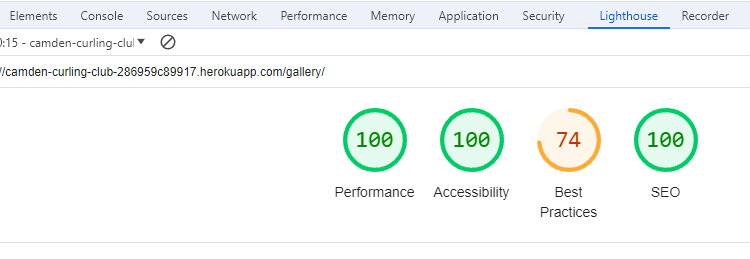 Elements Console Sources Network Performance Memory Application Security Lighthouse Recorder
0:15 - camden-curling-clul
//camden-curling-club-286959c89917.herokuapp.com/gallery/
100 100 74 100
Performance Accessibility Best Practices SEO